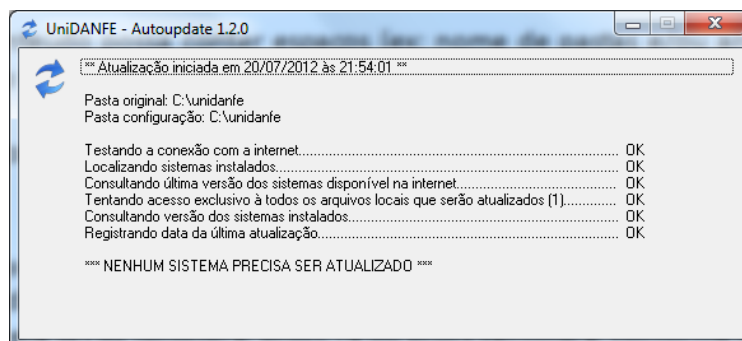 UniDANFE - Autoupdate 1.2.0
** Atualização iniciada em 20/07/2012 às 21:54:01 **
Pasta original: C:\unidanfe
Pasta configuração: C:\unidanfe
Testando a conexão com a internet.......................................................................................... OK
Localizando sistemas instalados................................................................................................ OK
Consultando última versão dos sistemas disponível na internet.......................................... OK
Tentando acesso exclusivo à todos os arquivos locais que serão atualizados (1)............. OK
Consultando versão dos sistemas instalados............................................................................ OK
Registrando data da última atualização..................................................................................... OK
*** NENHUM SISTEMA PRECISA SER ATUALIZADO ***